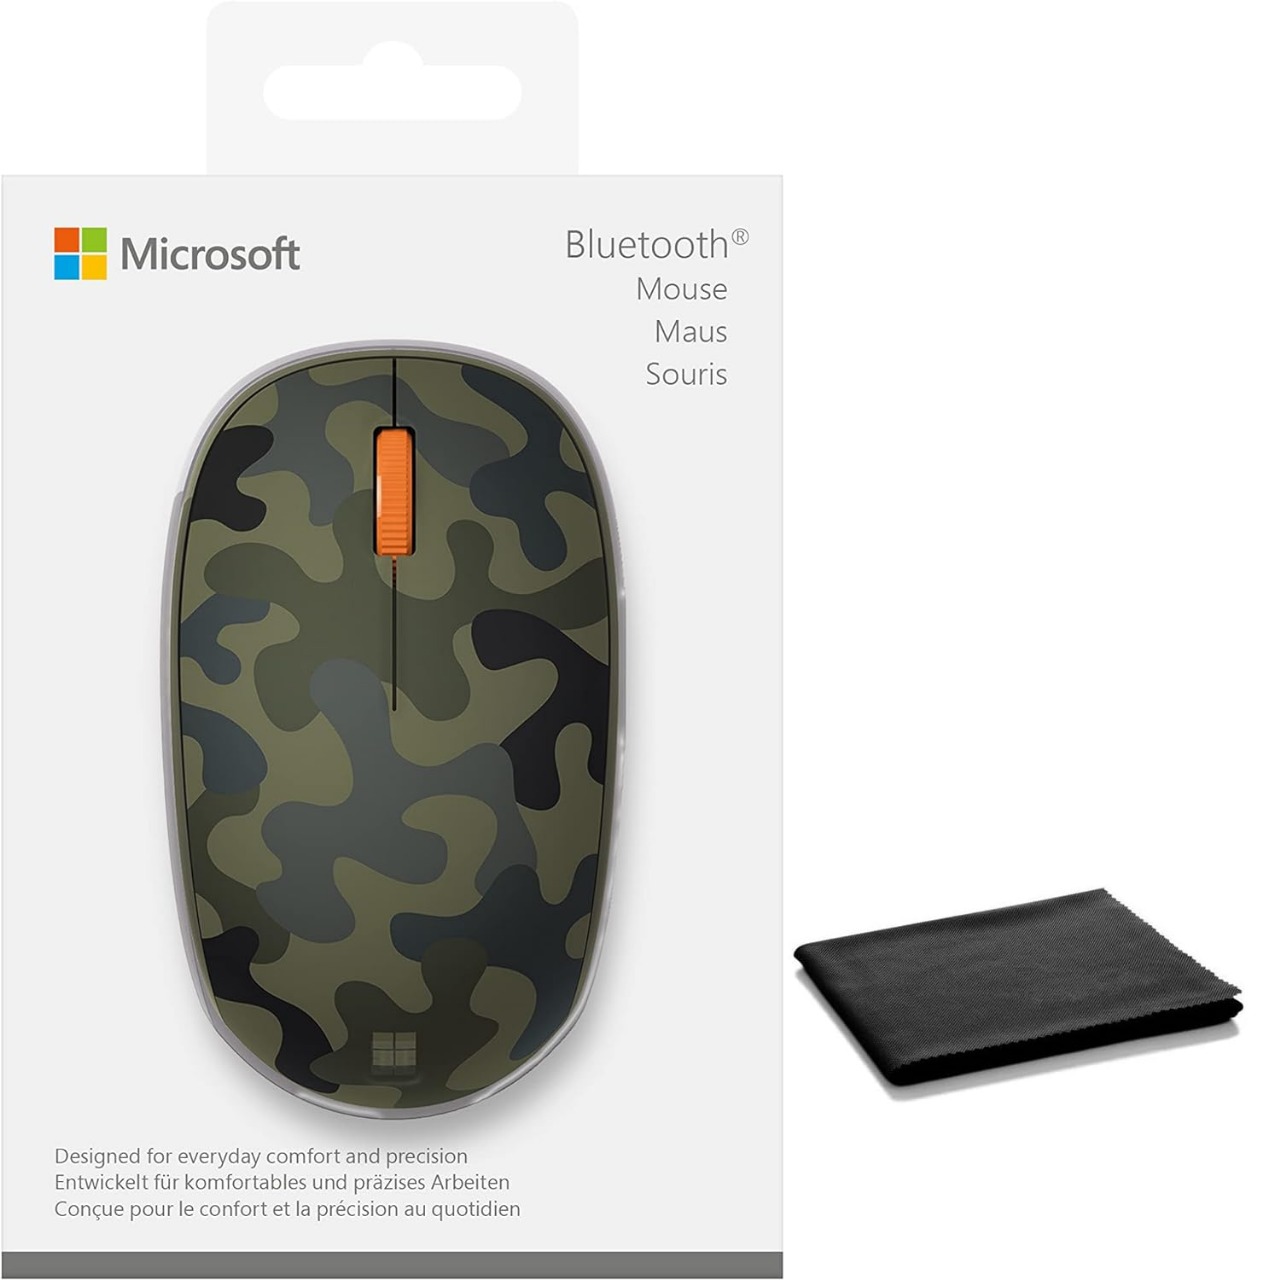 Microsoft
Bluetooth®
Mouse
Maus
Souris
Designed for everyday comfort and precision
Entwickelt für komfortables und präzises Arbeiten
Conçue pour le confort et la précision au quotidien